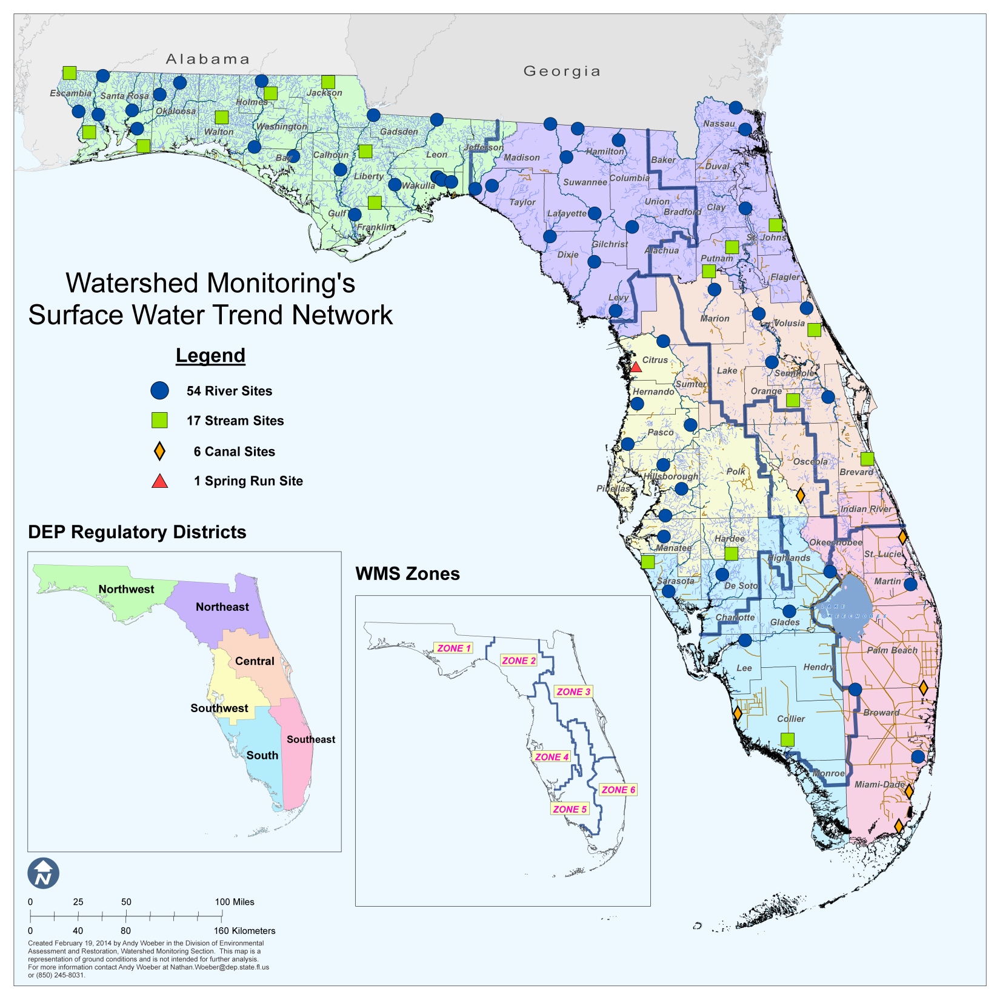 Alabama
Georgia
Escambia
Santa Rosa
Okaloosa
Walton
Holmes
Washington
Jackson
Bay
Calhoun
Gadsden
Liberty
Leon
Wakulla
Gulf
Franklin
Jefferson
Madison
Taylor
Hamilton
Suwannee
Columbia
Baker
Nassau
Duval
Union
Bradford
Clay
Lafayette
St. Johns
Dixie
Gilchrist
Alachua
Putnam
Flagler
Levy
Marion
Volusia
Citrus
Sumter
Lake
Seminole
Hernando
Orange
Pasco
Hillsborough
Pinellas
Polk
Osceola
Brevard
Indian River
Manatee
Hardee
Highlands
Okeechobee
St. Lucie
Sarasota
De Soto
Martin
Charlotte
Glades
LAKE
OKEECHOBEE
Lee
Hendry
Palm Beach
Collier
Broward
Monroe
Miami-Dade
Watershed Monitoring's
Surface Water Trend Network
Legend
54 River Sites
17 Stream Sites
6 Canal Sites
1 Spring Run Site
DEP Regulatory Districts
Northwest
Northeast
Central
Southwest
South
Southeast
WMS Zones
ZONE 1
ZONE 2
ZONE 3
ZONE 4
ZONE 6
ZONE 5
N
0 25 50 100 Miles
0 40 80 160 Kilometers
Created February 19, 2014 by Andy Woeber in the Division of Environmental
Assessment and Restoration, Watershed Monitoring Section. This map is a
representation of ground conditions and is not intended for further analysis.
For more information contact Andy Woeber at Nathan.Woeber@dep.state.fl.us
or (850) 245-8031.